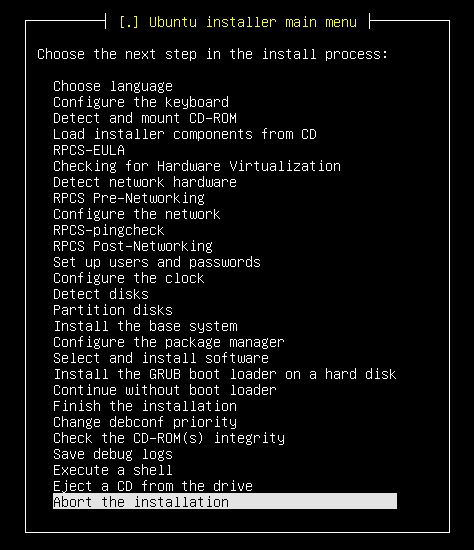 [.] Ubuntu installer main menu
Choose the next step in the install process:
Choose language
Configure the keyboard
Detect and mount CD-ROM
Load installer components from CD
RPCS-EULA
Checking for Hardware Virtualization
Detect network hardware
RPCS Pre-Networking
Configure the network
RPCS-pingcheck
RPCS Post-Networking
Set up users and passwords
Configure the clock
Detect disks
Partition disks
Install the base system
Configure the package manager
Select and install software
Install the GRUB boot loader on a hard disk
Continue without boot loader
Finish the installation
Change debconf priority
Check the CD-ROM(s) integrity
Save debug logs
Execute a shell
Eject a CD from the drive
Abort the installation